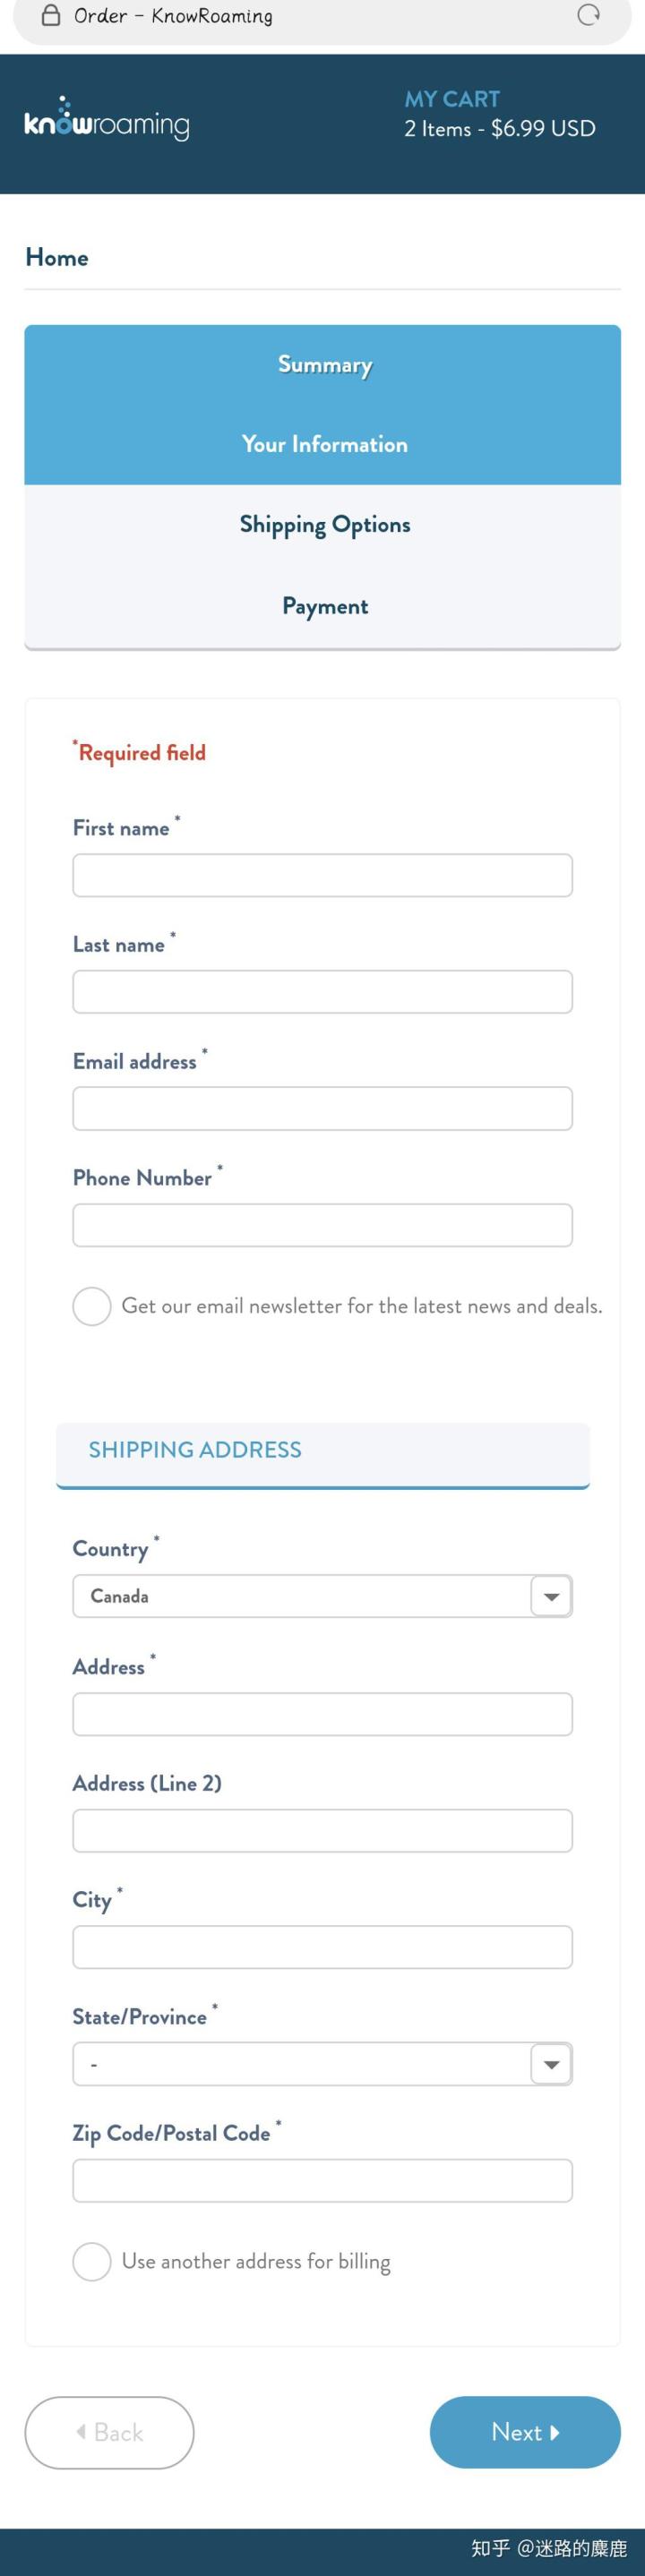 Order - KnowRoaming
knowroaming
MY CART
2 Items - $6.99 USD
Home
Summary
Your Information
Shipping Options
Payment
*Required field
First name *
Last name *
Email address *
Phone Number *
Get our email newsletter for the latest news and deals.
SHIPPING ADDRESS
Country *
Canada
Address *
Address (Line 2)
City *
State/Province *
-
Zip Code/Postal Code *
Use another address for billing
Back
Next
知乎 @迷路的麋鹿